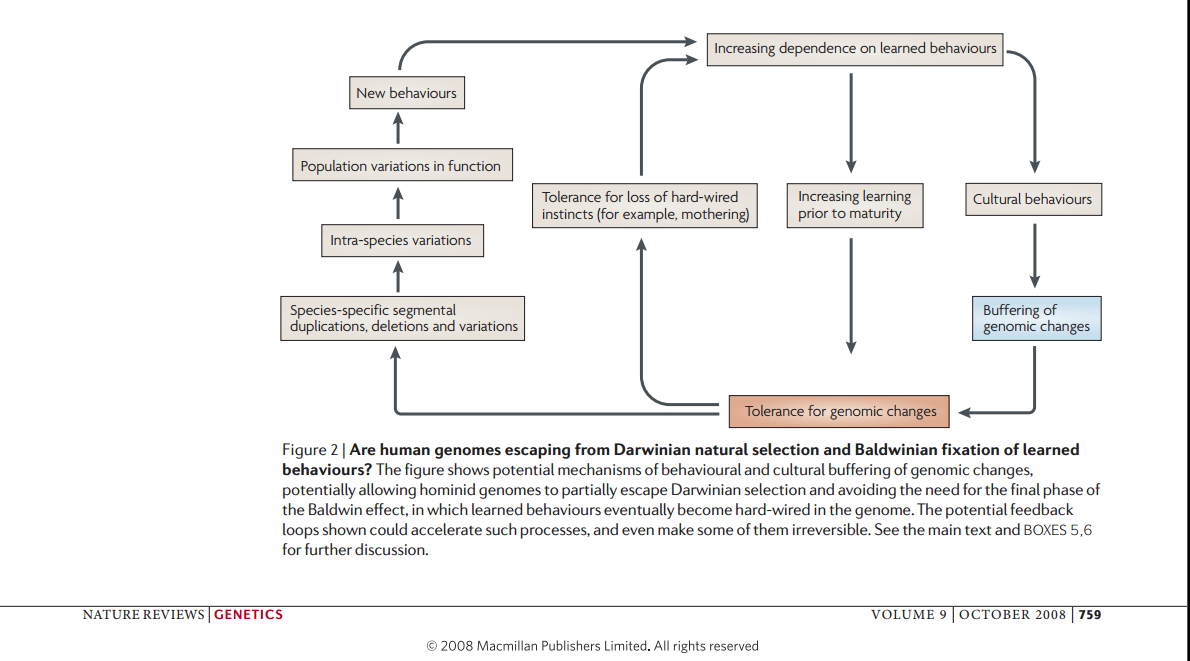 Increasing dependence on learned behaviours
New behaviours
Population variations in function
Tolerance for loss of hard-wired
instincts (for example, mothering)
Increasing learning
prior to maturity
Cultural behaviours
Intra-species variations
Species-specific segmental
duplications, deletions and variations
Buffering of
genomic changes
Tolerance for genomic changes
Figure 2 | Are human genomes escaping from Darwinian natural selection and Baldwinian fixation of learned
behaviours? The figure shows potential mechanisms of behavioural and cultural buffering of genomic changes,
potentially allowing hominid genomes to partially escape Darwinian selection and avoiding the need for the final phase of
the Baldwin effect, in which learned behaviours eventually become hard-wired in the genome. The potential feedback
loops shown could accelerate such processes, and even make some of them irreversible. See the main text and BOXES 5,6
for further discussion.
NATURE REVIEWS | GENETICS
VOLUME 9 | OCTOBER 2008 | 759
© 2008 Macmillan Publishers Limited. All rights reserved